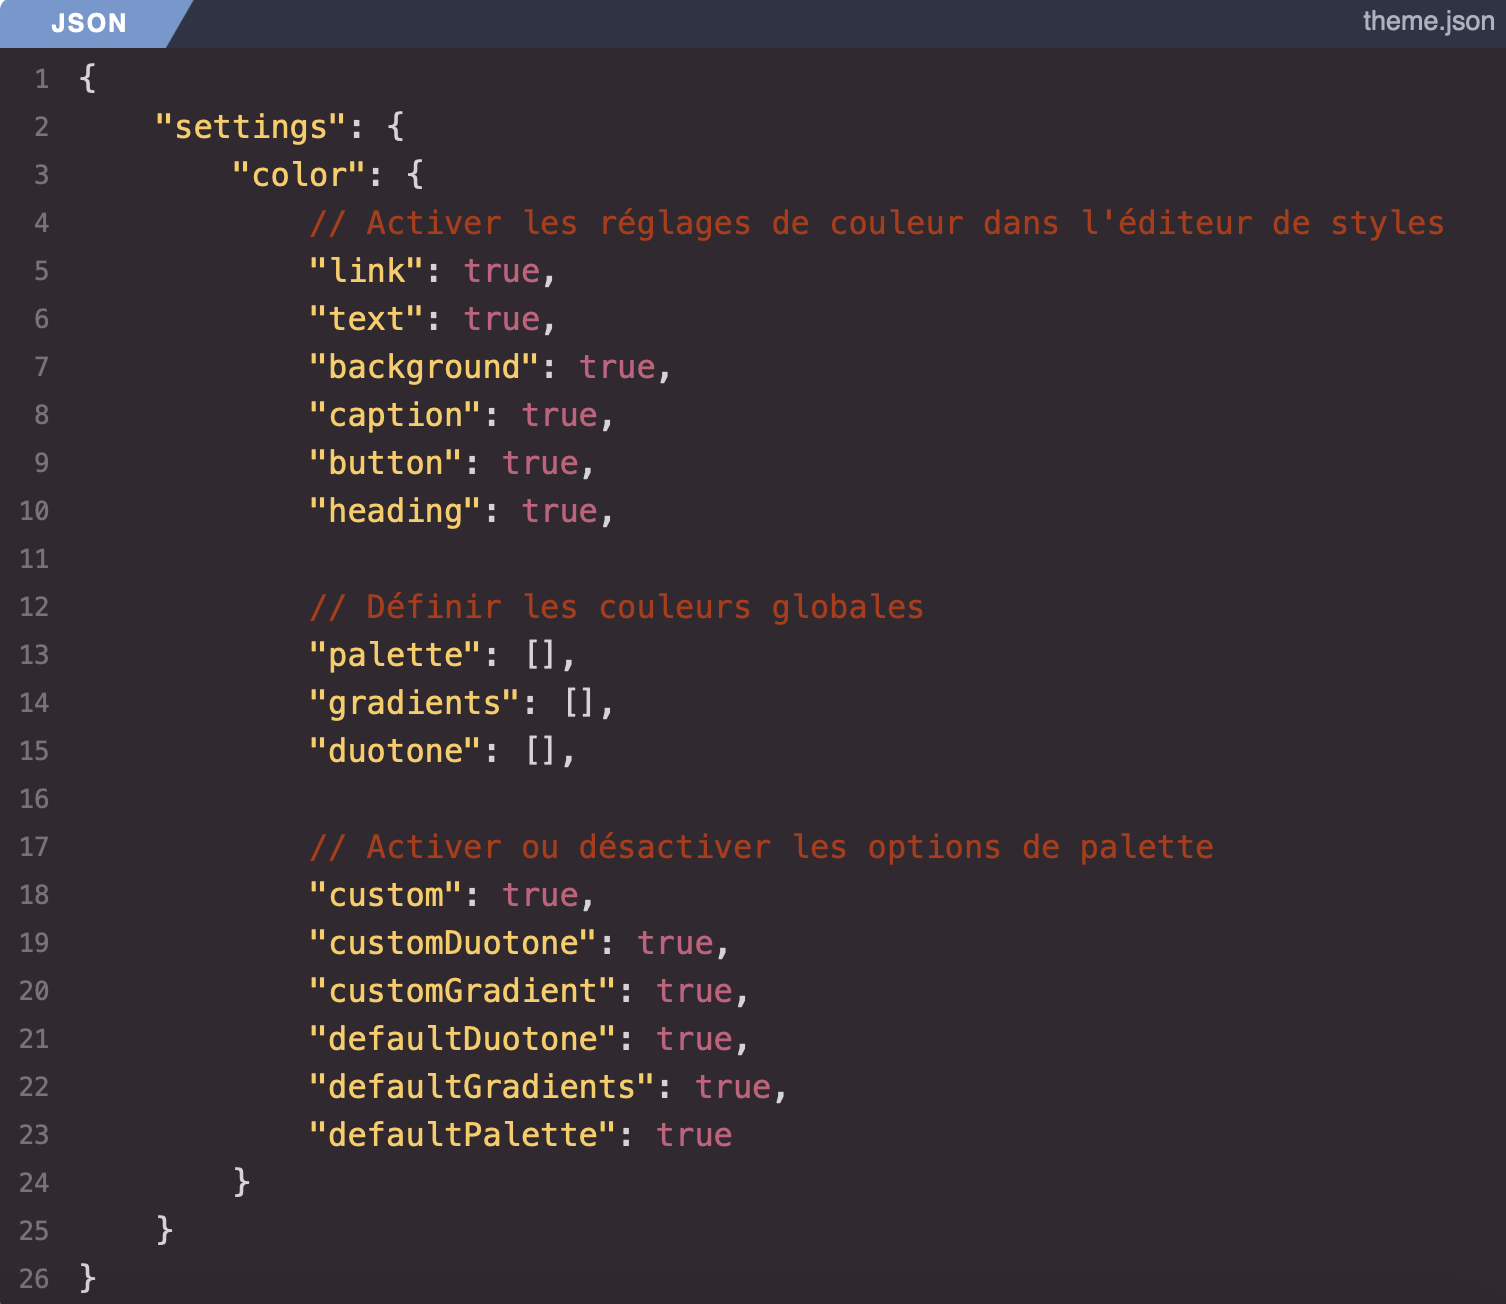 JSON
theme.json
1 {
2     "settings": {
3         "color": {
4             // Activer les réglages de couleur dans l'éditeur de styles
5             "link": true,
6             "text": true,
7             "background": true,
8             "caption": true,
9             "button": true,
10             "heading": true,
11
12             // Définir les couleurs globales
13             "palette": [],
14             "gradients": [],
15             "duotone": [],
16
17             // Activer ou désactiver les options de palette
18             "custom": true,
19             "customDuotone": true,
20             "customGradient": true,
21             "defaultDuotone": true,
22             "defaultGradients": true,
23             "defaultPalette": true
24         }
25     }
26 }